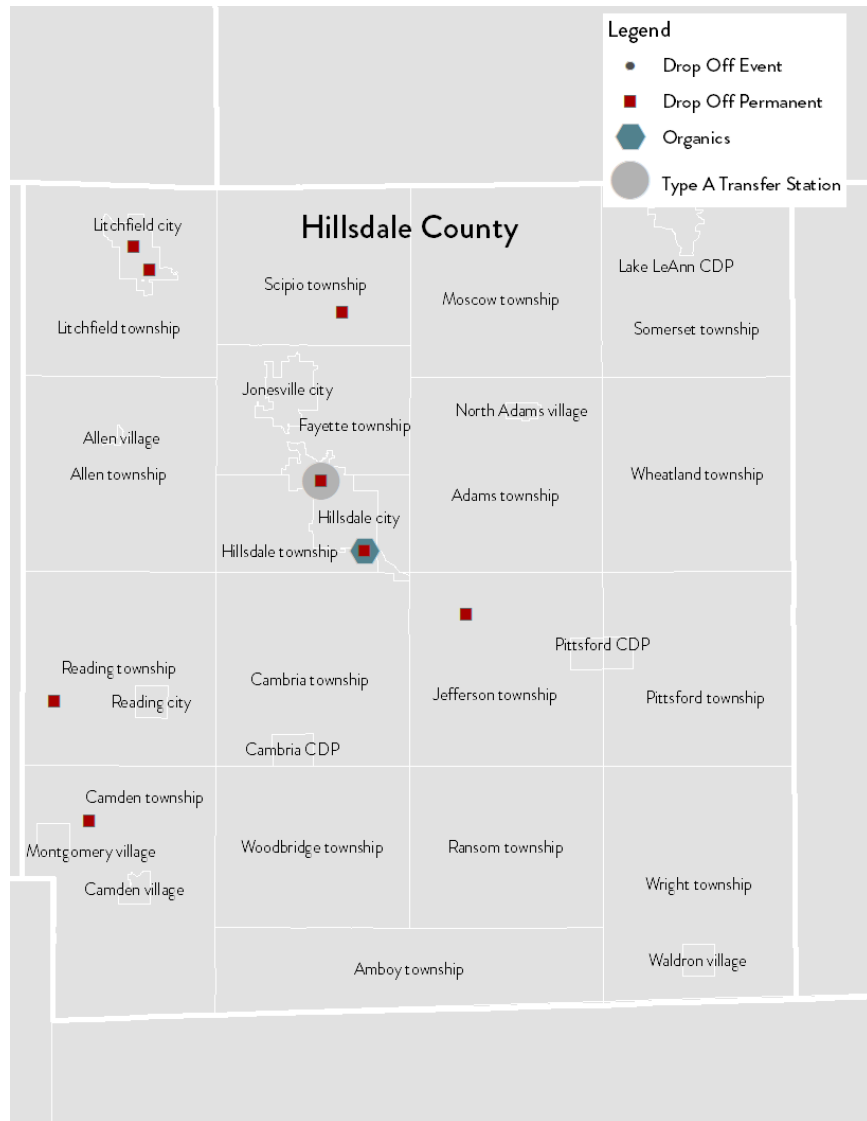 Legend
Drop Off Event
Drop Off Permanent
Organics
Type A Transfer Station
Hillsdale County
Litchfield city
Lake LeAnn CDP
Scipio township
Moscow township
Litchfield township
Somerset township
Jonesville city
North Adams village
Fayette township
Allen village
Allen township
Wheatland township
Adams township
Hillsdale city
Hillsdale township
Pittsford CDP
Reading township
Cambria township
Jefferson township
Pittsford township
Reading city
Cambria CDP
Camden township
Woodbridge township
Ransom township
Montgomery village
Wright township
Camden village
Waldron village
Amboy township